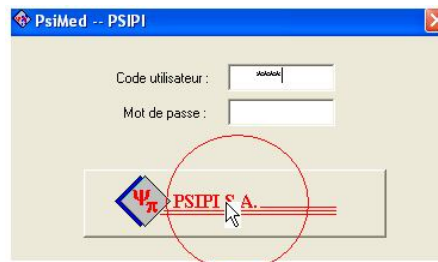 PsiMed -- PSIPI
Code utilisateur : ****
Mot de passe :
Ψπ PSIPI S.A.